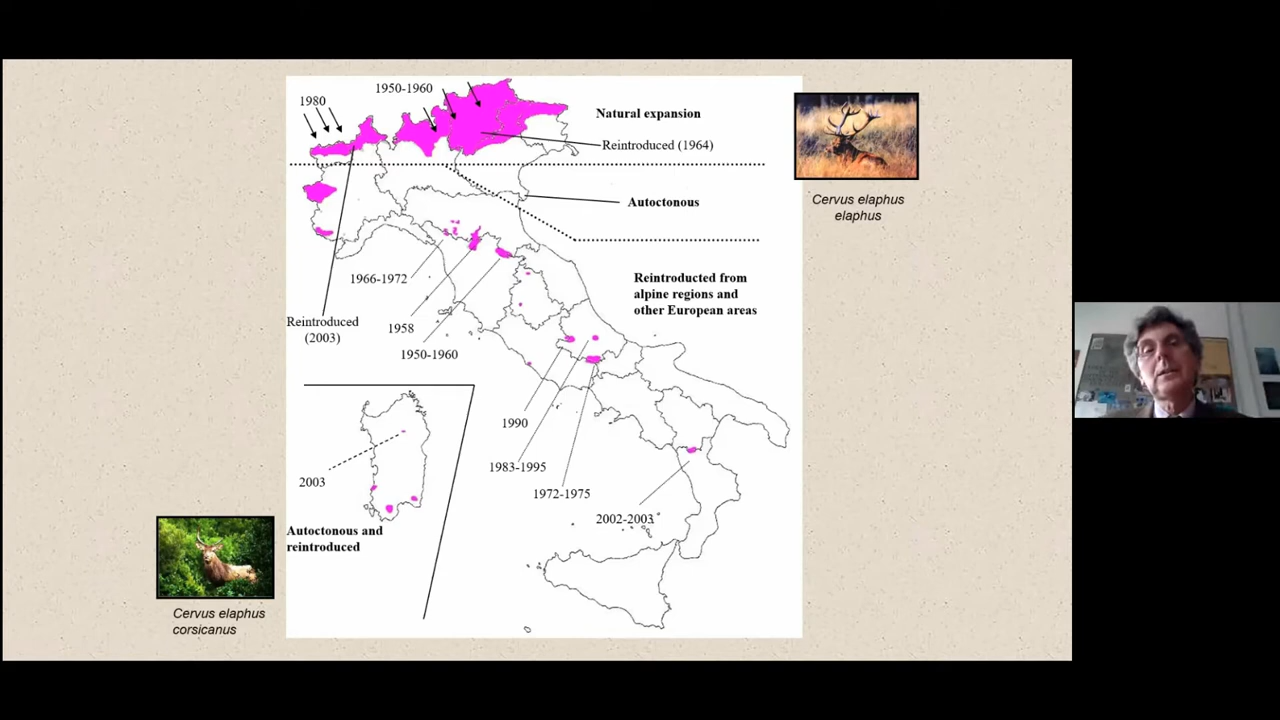 1980
1950-1960
Natural expansion
Reintroduced (1964)
Cervus elaphus
elaphus
Autoctonous
1966-1972
Reintroducted from
alpine regions and
other European areas
Reintroduced
(2003)
1958
1950-1960
1990
1983-1995
1972-1975
2003
2002-2003
Autoctonous and
reintroduced
Cervus elaphus
corsicanus